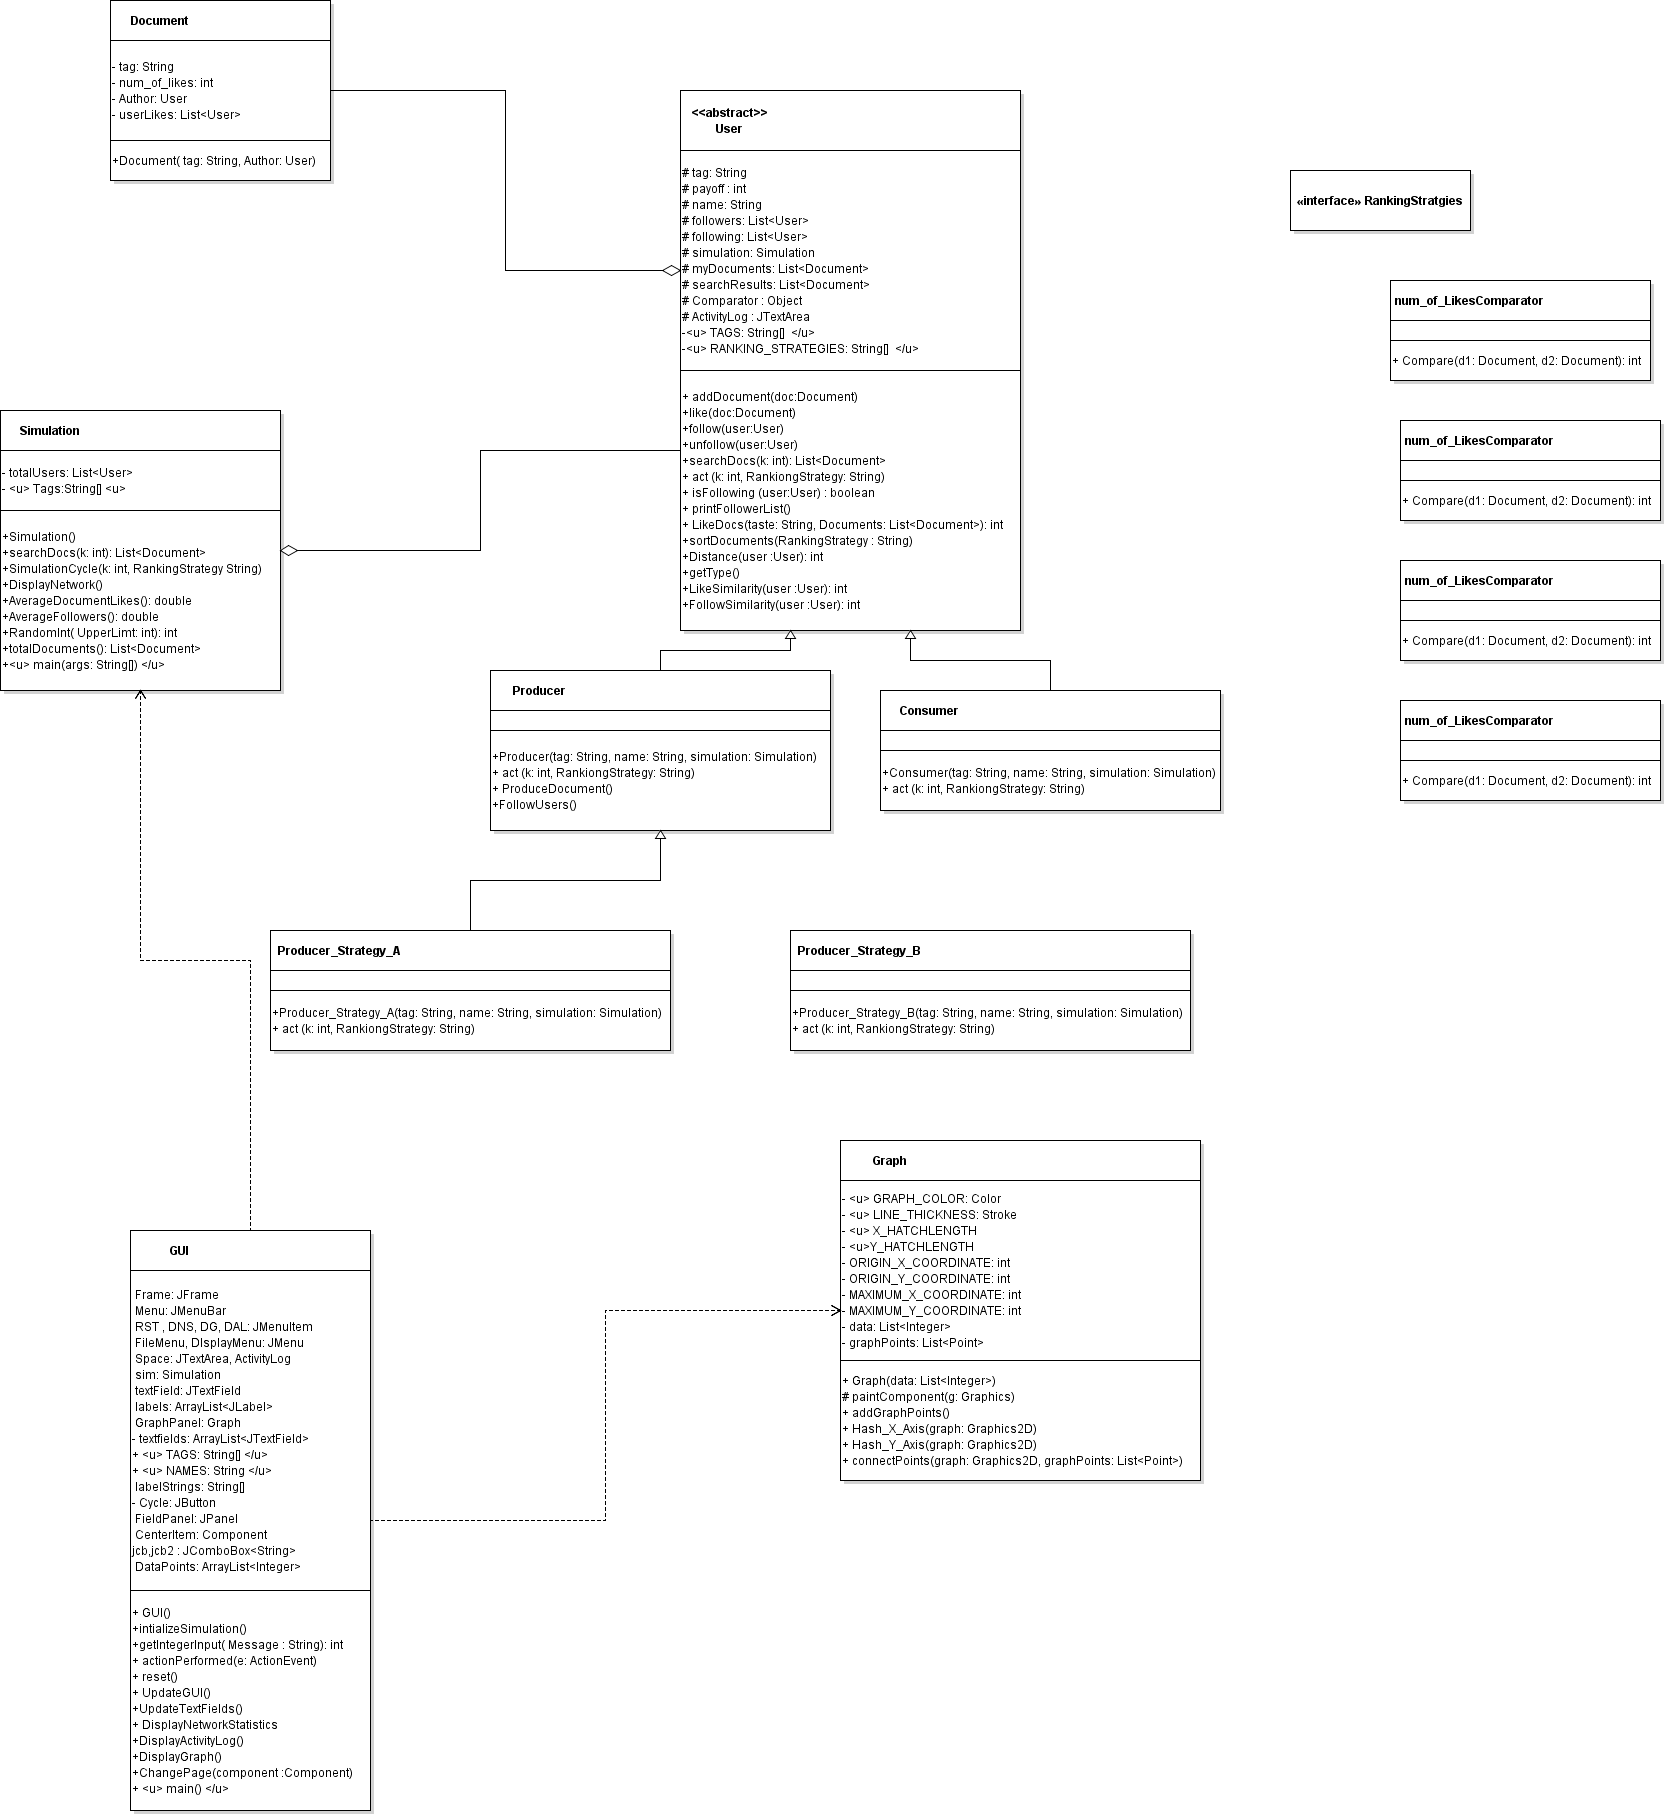 Document
- tag: String
- num_of_likes: int
- Author: User
- userLikes: List<User>
+Document( tag: String, Author: User)
<<abstract>>
User
# tag: String
# payoff : int
# name: String
# followers: List<User>
# following: List<User>
# simulation: Simulation
# myDocuments: List<Document>
# searchResults: List<Document>
# Comparator : Object
# ActivityLog : JTextArea
-<u> TAGS: String[]  </u>
-<u> RANKING_STRATEGIES: String[]  </u>
+ addDocument(doc:Document)
+like(doc:Document)
+follow(user:User)
+unfollow(user:User)
+searchDocs(k: int): List<Document>
+ act (k: int, RankiongStrategy: String)
+ isFollowing (user:User) : boolean
+ printFollowerList()
+ LikeDocs(taste: String, Documents: List<Document>): int
+sortDocuments(RankingStrategy : String)
+Distance(user :User): int
+getType()
+LikeSimilarity(user :User): int
+FollowSimilarity(user :User): int
«interface» RankingStratgies
num_of_LikesComparator
+ Compare(d1: Document, d2: Document): int
num_of_LikesComparator
+ Compare(d1: Document, d2: Document): int
num_of_LikesComparator
+ Compare(d1: Document, d2: Document): int
num_of_LikesComparator
+ Compare(d1: Document, d2: Document): int
Simulation
- totalUsers: List<User>
- <u> Tags:String[] <u>
+Simulation()
+searchDocs(k: int): List<Document>
+SimulationCycle(k: int, RankingStrategy String)
+DisplayNetwork()
+AverageDocumentLikes(): double
+AverageFollowers(): double
+RandomInt( UpperLimt: int): int
+totalDocuments(): List<Document>
+<u> main(args: String[]) </u>
Producer
+Producer(tag: String, name: String, simulation: Simulation)
+ act (k: int, RankiongStrategy: String)
+ ProduceDocument()
+FollowUsers()
Consumer
+Consumer(tag: String, name: String, simulation: Simulation)
+ act (k: int, RankiongStrategy: String)
Producer_Strategy_A
+Producer_Strategy_A(tag: String, name: String, simulation: Simulation)
+ act (k: int, RankiongStrategy: String)
Producer_Strategy_B
+Producer_Strategy_B(tag: String, name: String, simulation: Simulation)
+ act (k: int, RankiongStrategy: String)
Graph
- <u> GRAPH_COLOR: Color
- <u> LINE_THICKNESS: Stroke
- <u> X_HATCHLENGTH
- <u>Y_HATCHLENGTH
- ORIGIN_X_COORDINATE: int
- ORIGIN_Y_COORDINATE: int
- MAXIMUM_X_COORDINATE: int
- MAXIMUM_Y_COORDINATE: int
- data: List<Integer>
- graphPoints: List<Point>
+ Graph(data: List<Integer>)
# paintComponent(g: Graphics)
+ addGraphPoints()
+ Hash_X_Axis(graph: Graphics2D)
+ Hash_Y_Axis(graph: Graphics2D)
+ connectPoints(graph: Graphics2D, graphPoints: List<Point>)
GUI
Frame: JFrame
Menu: JMenuBar
RST , DNS, DG, DAL: JMenuItem
FileMenu, DIsplayMenu: JMenu
Space: JTextArea, ActivityLog
sim: Simulation
textField: JTextField
labels: ArrayList<JLabel>
GraphPanel: Graph
- textfields: ArrayList<JTextField>
+ <u> TAGS: String[] </u>
+ <u> NAMES: String </u>
labelStrings: String[]
- Cycle: JButton
FieldPanel: JPanel
CenterItem: Component
jcb,jcb2 : JComboBox<String>
DataPoints: ArrayList<Integer>
+ GUI()
+intializeSimulation()
+getIntegerInput( Message : String): int
+ actionPerformed(e: ActionEvent)
+ reset()
+ UpdateGUI()
+UpdateTextFields()
+ DisplayNetworkStatistics
+DisplayActivityLog()
+DisplayGraph()
+ChangePage(component :Component)
+ <u> main() </u>